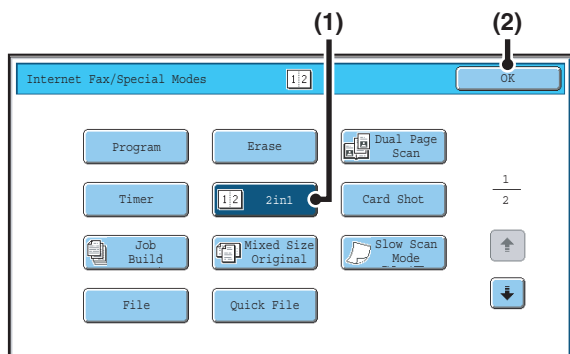 (1) (2)
Internet Fax/Special Modes 1 2 OK
Program Erase Dual Page
Scan
Timer 1 2 2in1 Card Shot 1
2
Job
Build Mixed Size
Original Slow Scan
Mode
File Quick File